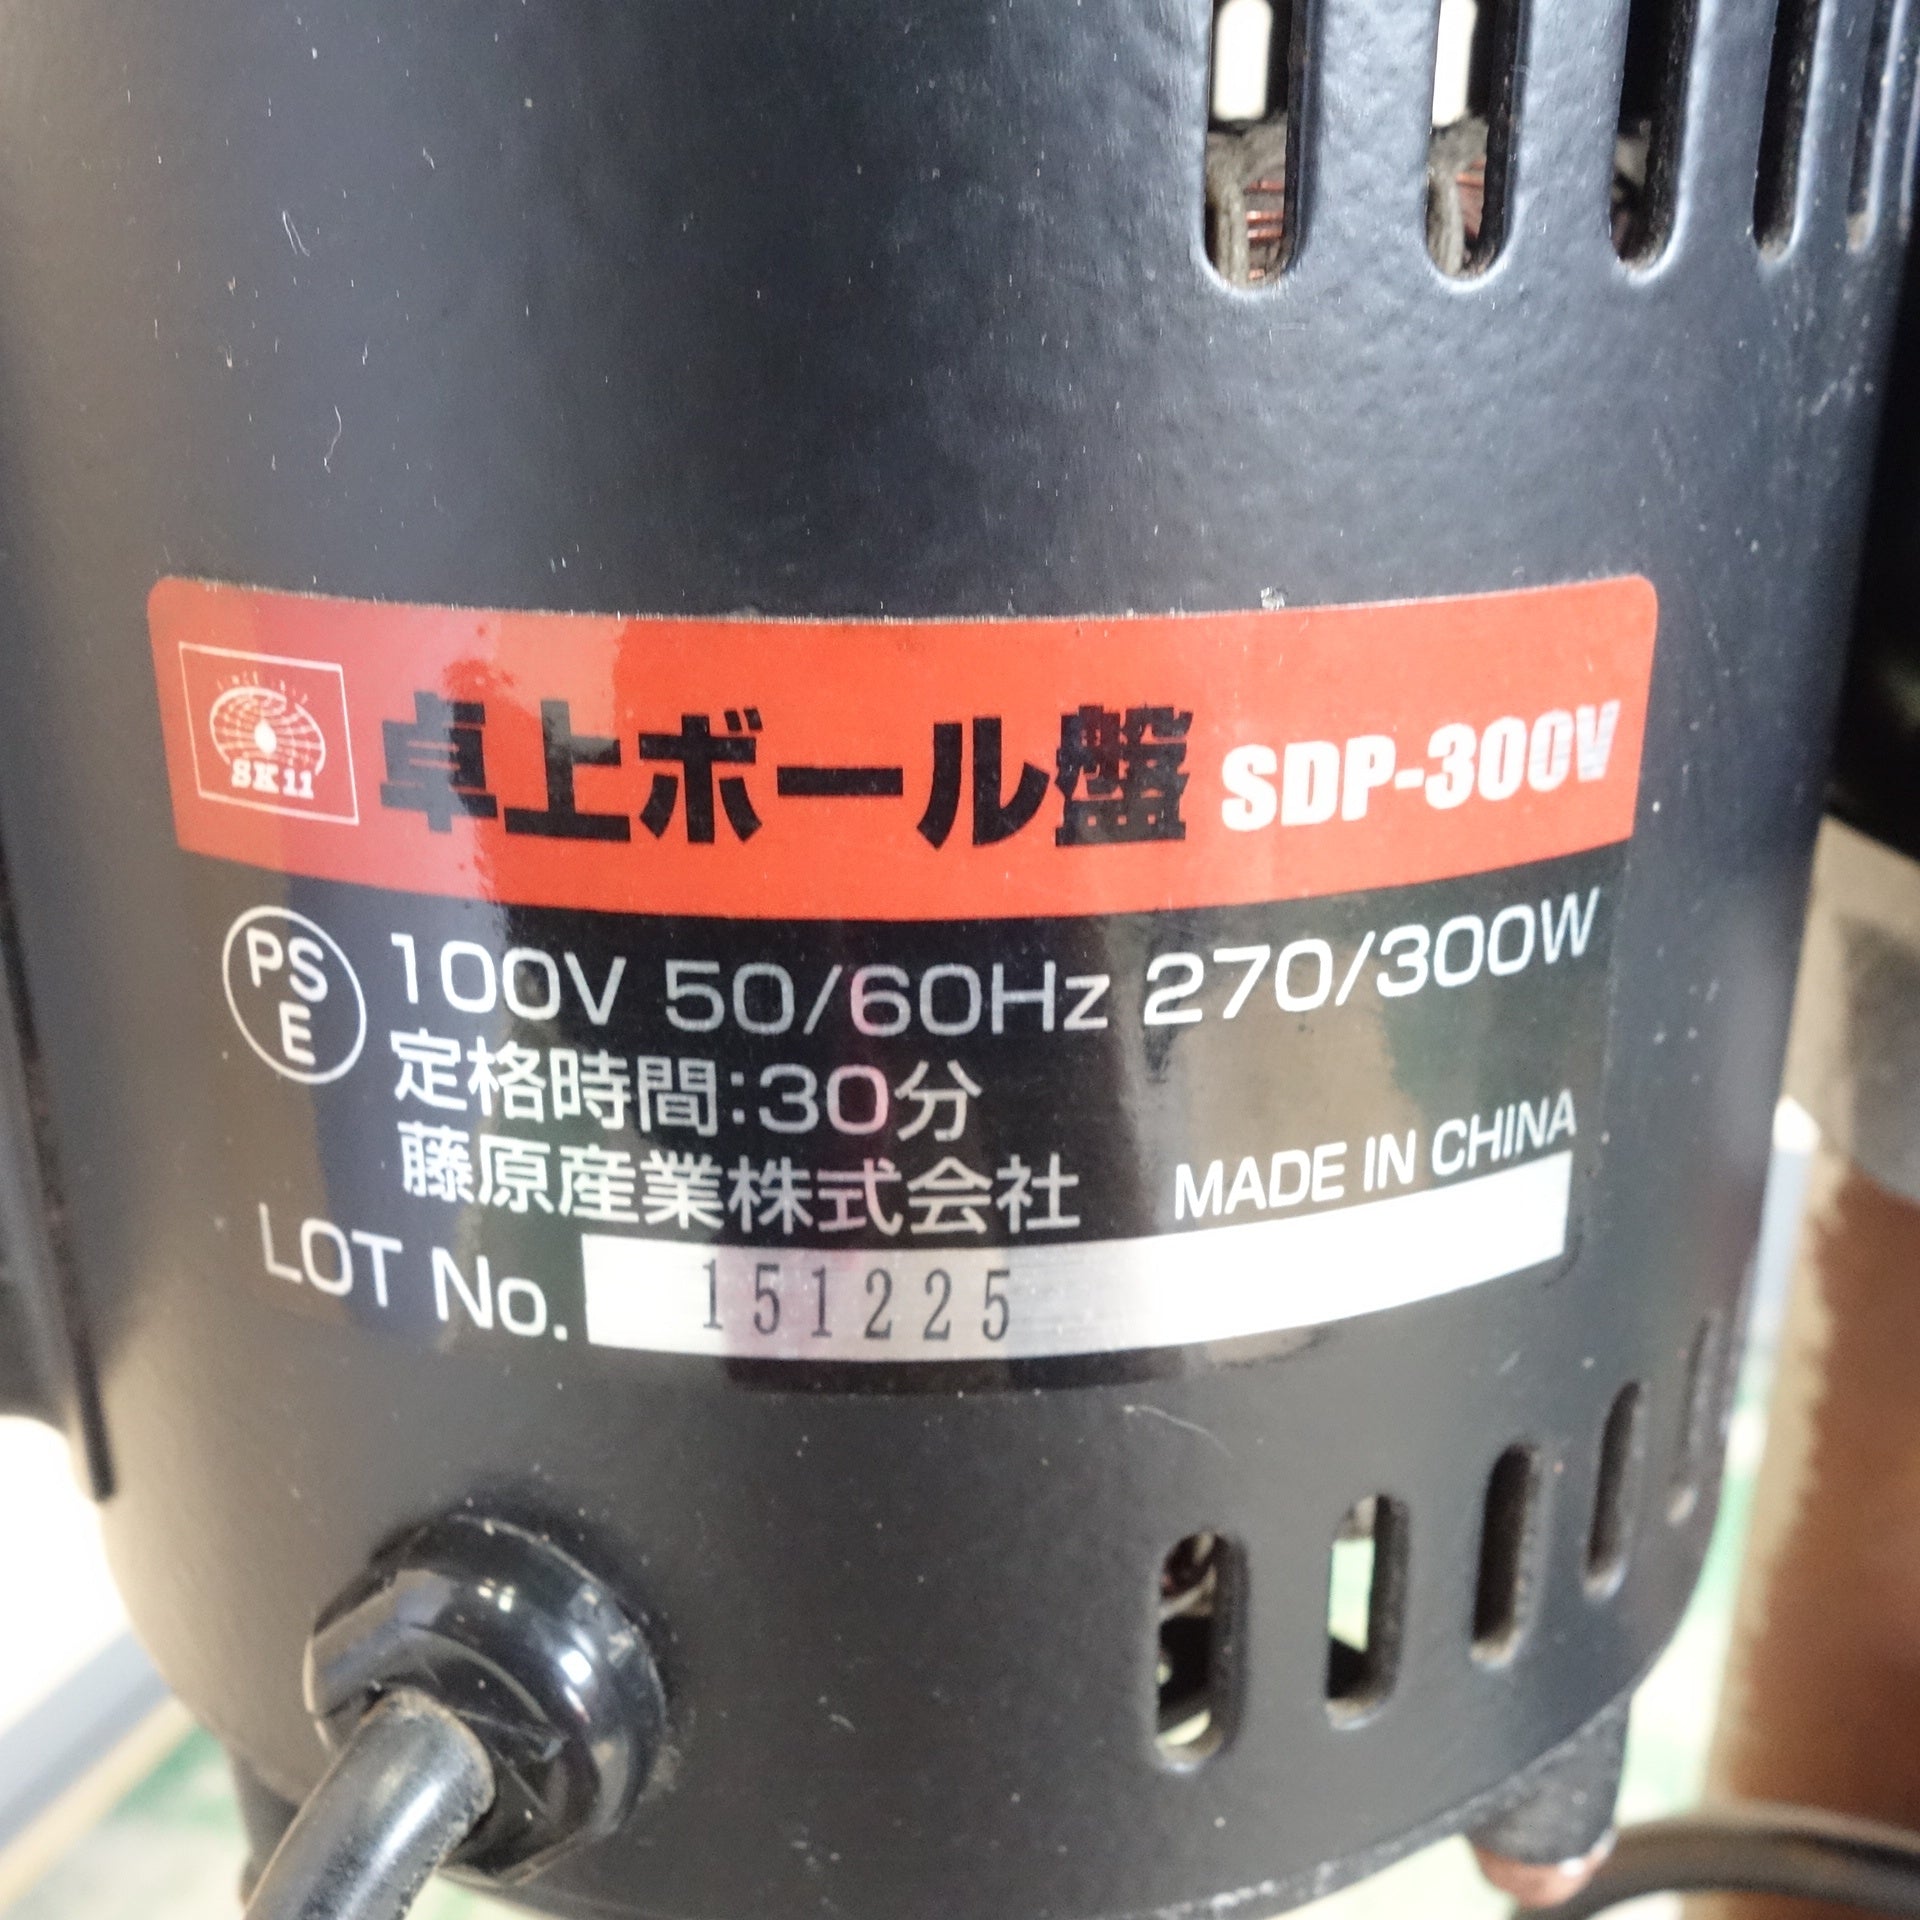 SK11
卓上ボール盤 SDP-300V
PSE
100V 50/60Hz 270/300W
定格時間:30分
藤原産業株式会社 MADE IN CHINA
LOT No. 151225